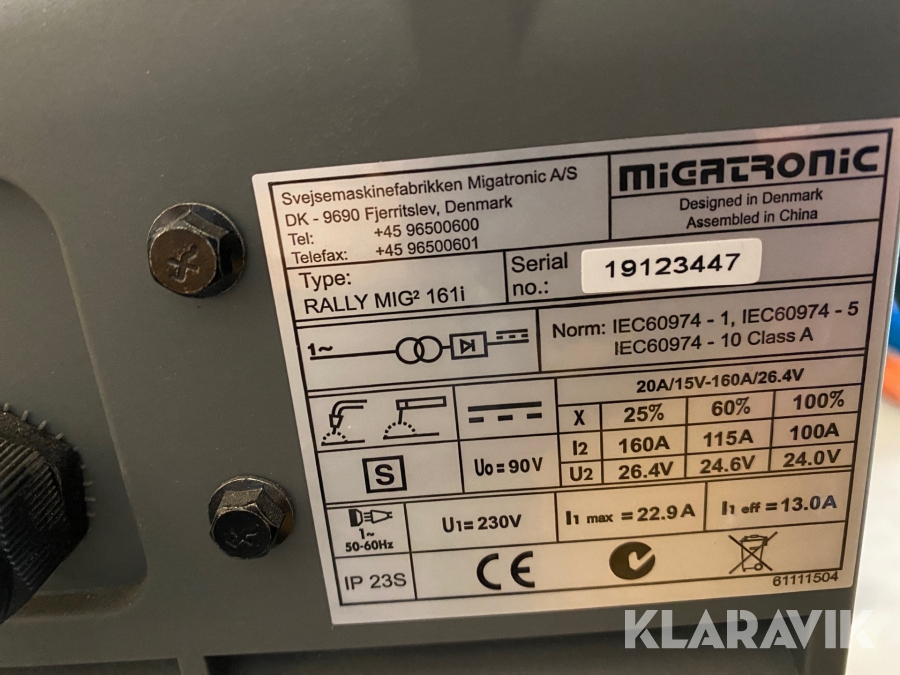 Svejsemaskinefabrikken Migatronic A/S
DK - 9690 Fjerritslev, Denmark
Tel: +45 96500600
Telefax: +45 96500601
MIGATRONIC
Designed in Denmark
Assembled in China
Type:
RALLY MIG² 161i
Serial no.: 19123447
1~
Norm: IEC60974 - 1, IEC60974 - 5
IEC60974 - 10 Class A
20A/15V-160A/26.4V
X 25% 60% 100%
I2 160A 115A 100A
U2 26.4V 24.6V 24.0V
S
Uo = 90V
1~
50-60Hz
U1 = 230V
I1 max = 22.9A
I1 eff = 13.0A
IP 23S
CE
61111504
KLARAVIK